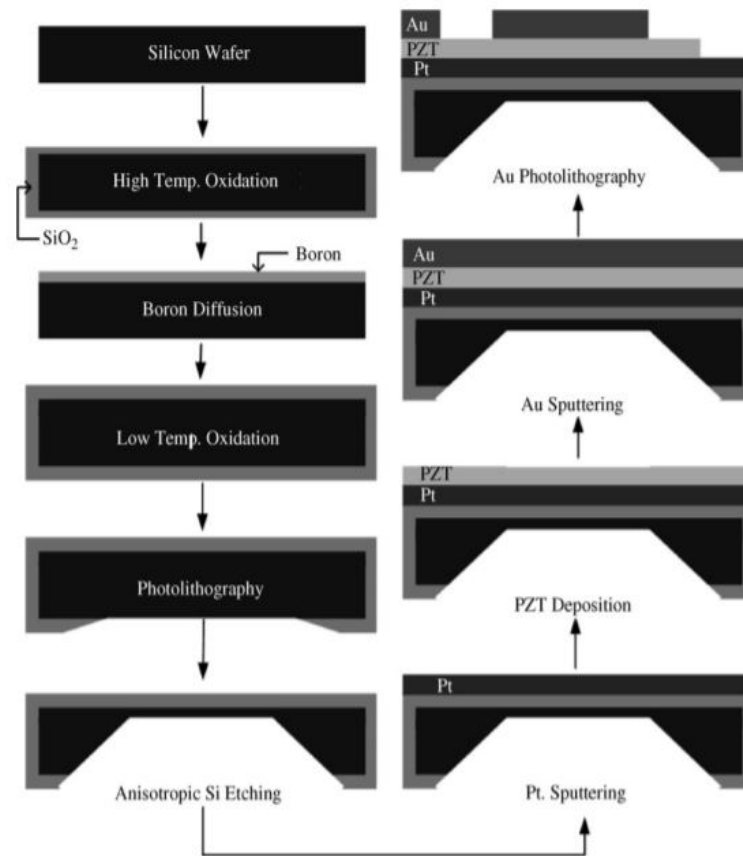 Silicon Wafer
High Temp. Oxidation
SiO₂
Boron
Boron Diffusion
Low Temp. Oxidation
Photolithography
Anisotropic Si Etching
Pt
Pt. Sputtering
PZT
Pt
PZT Deposition
Au
PZT
Pt
Au Sputtering
Au
PZT
Pt
Au Photolithography